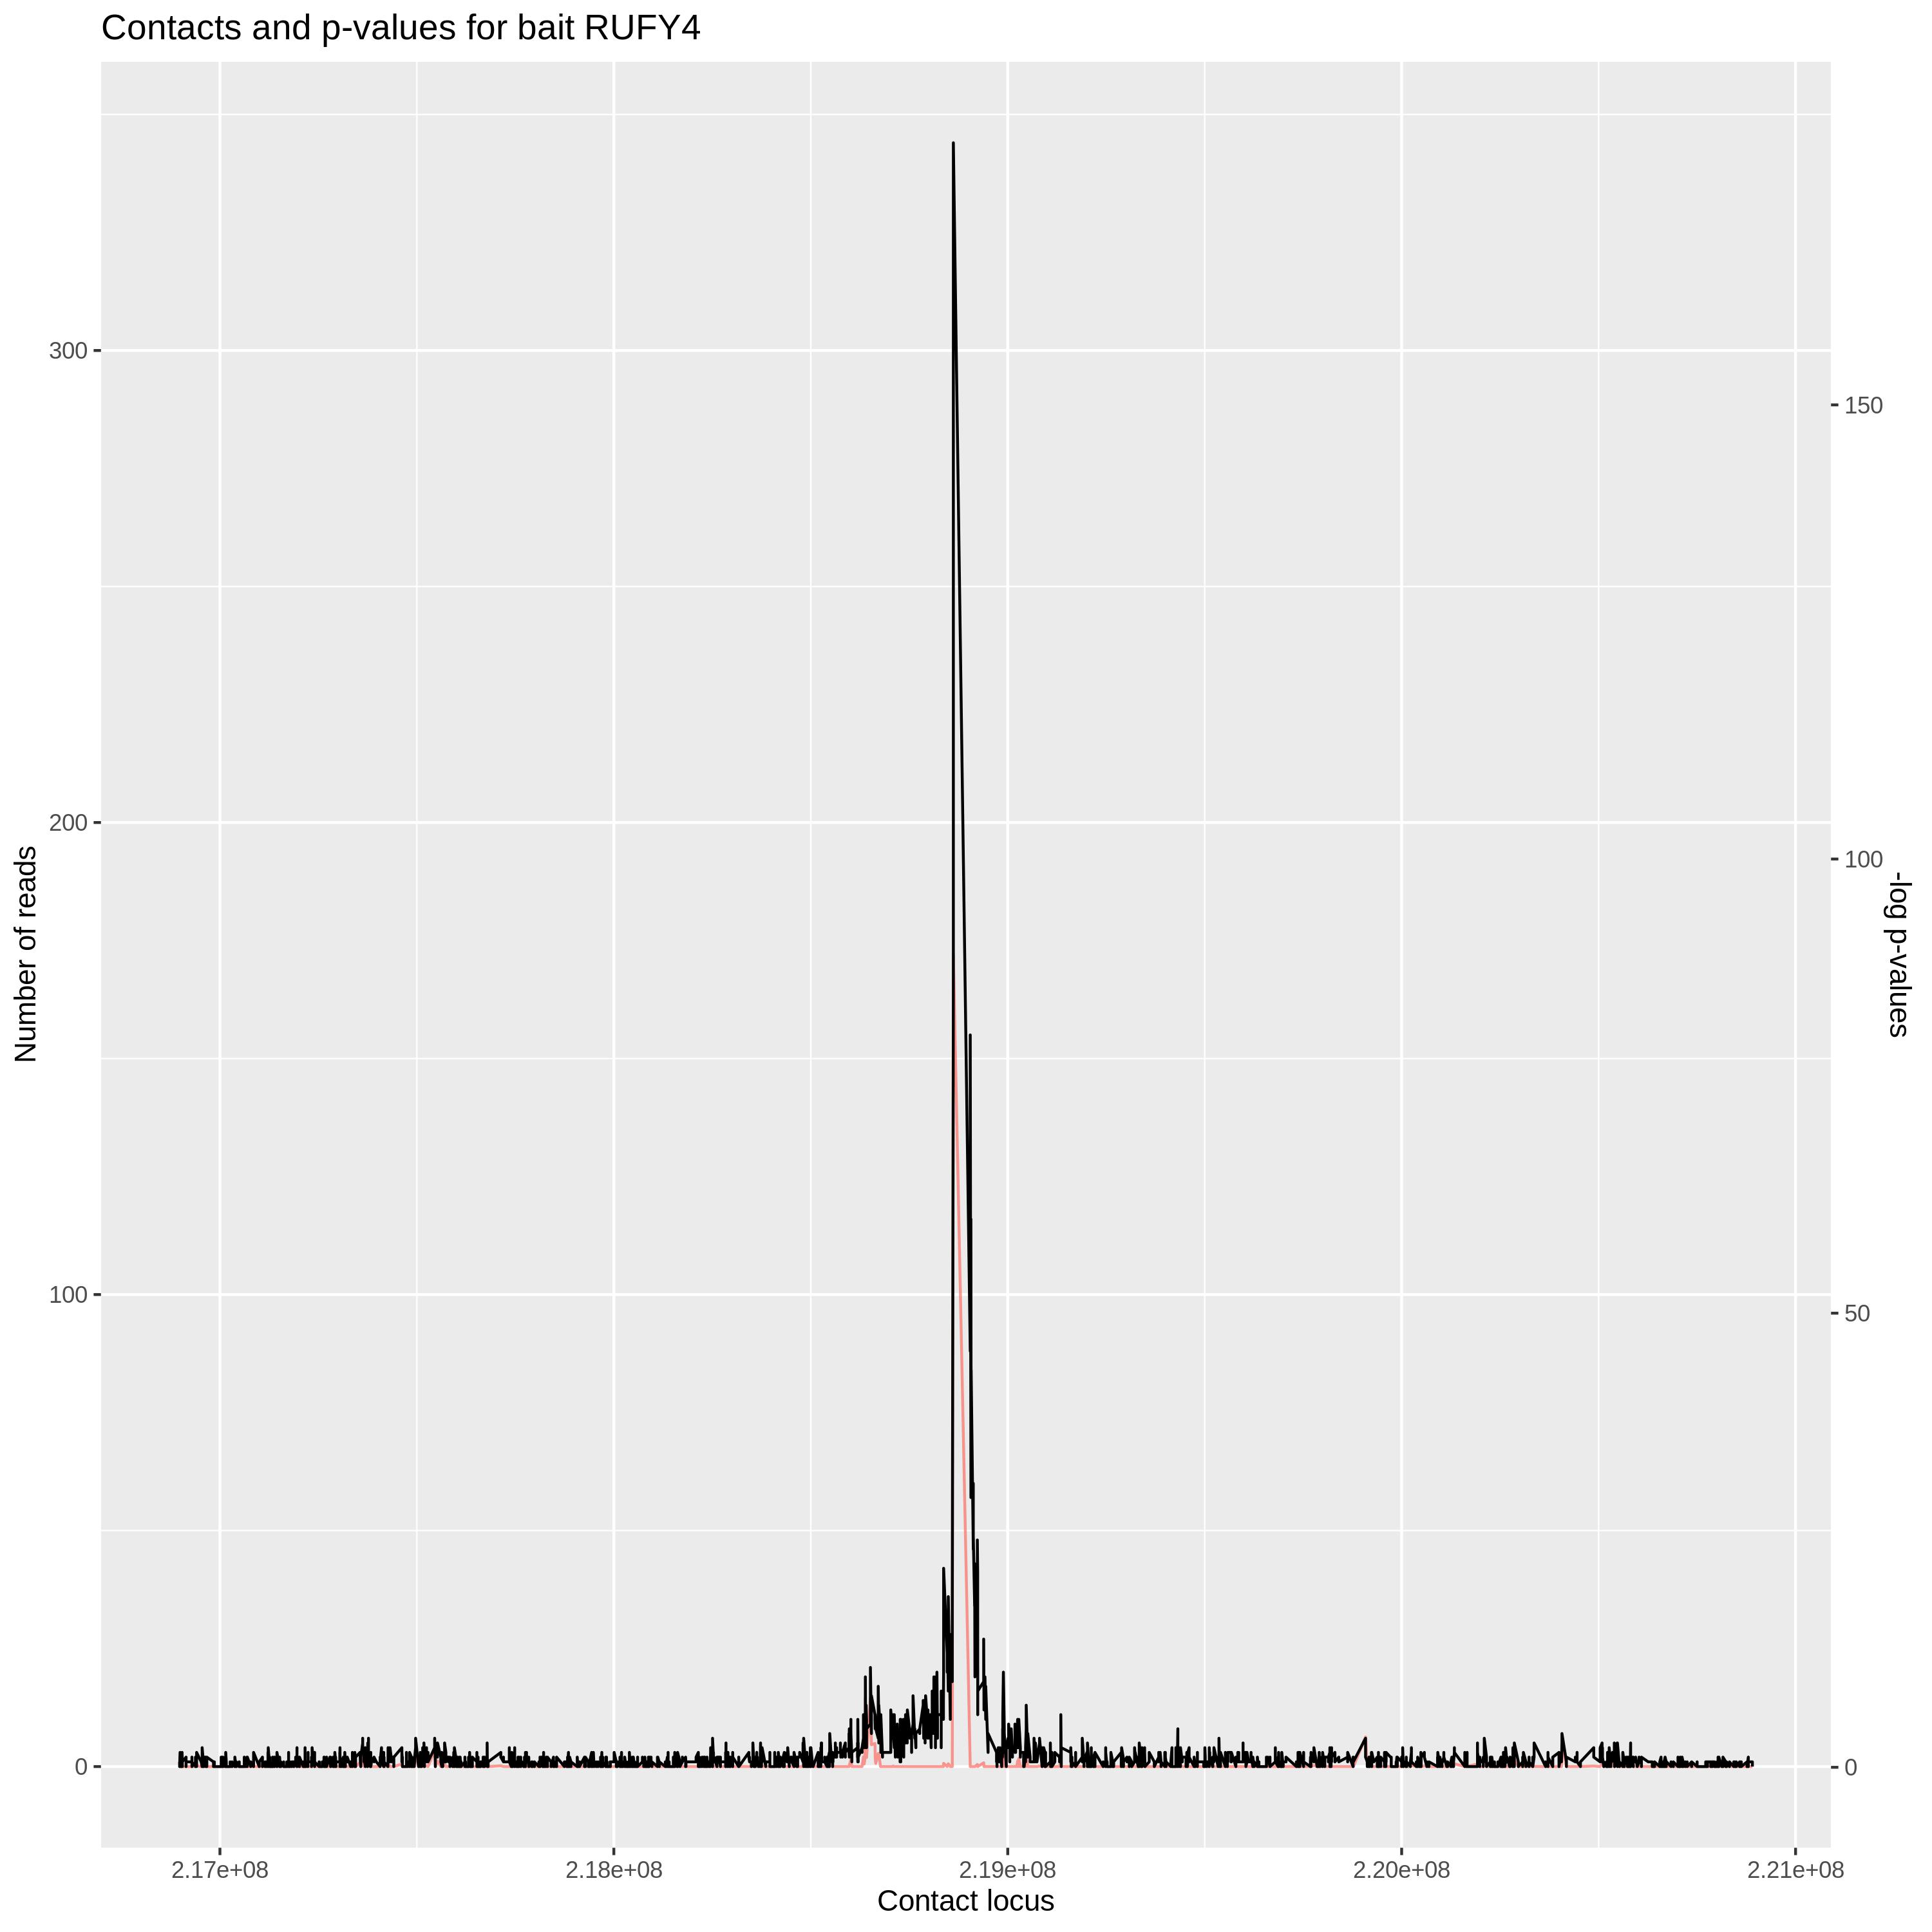 Contacts and p-values for bait RUFY4
300
200
100
0
Number of reads
150
100
50
0
-log p-values
2.17e+08
2.18e+08
2.19e+08
2.20e+08
2.21e+08
Contact locus